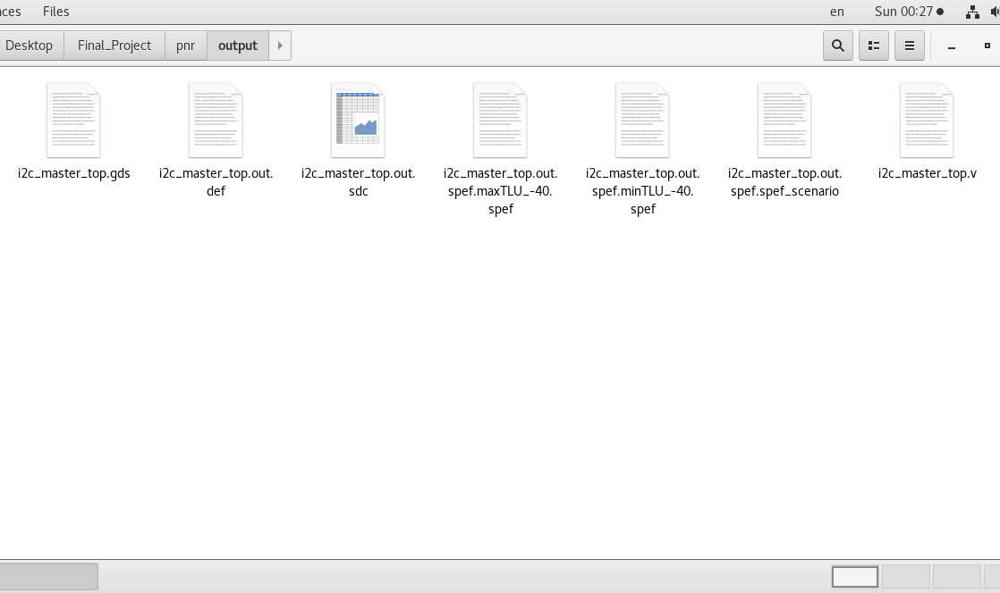 ces Files en Sun 00:27
Desktop Final_Project pnr output
i2c_master_top.gds
i2c_master_top.out.
def
i2c_master_top.out.
sdc
i2c_master_top.out.
spef.maxTLU_-40.
spef
i2c_master_top.out.
spef.minTLU_-40.
spef
i2c_master_top.out.
spef.spef_scenario
i2c_master_top.v